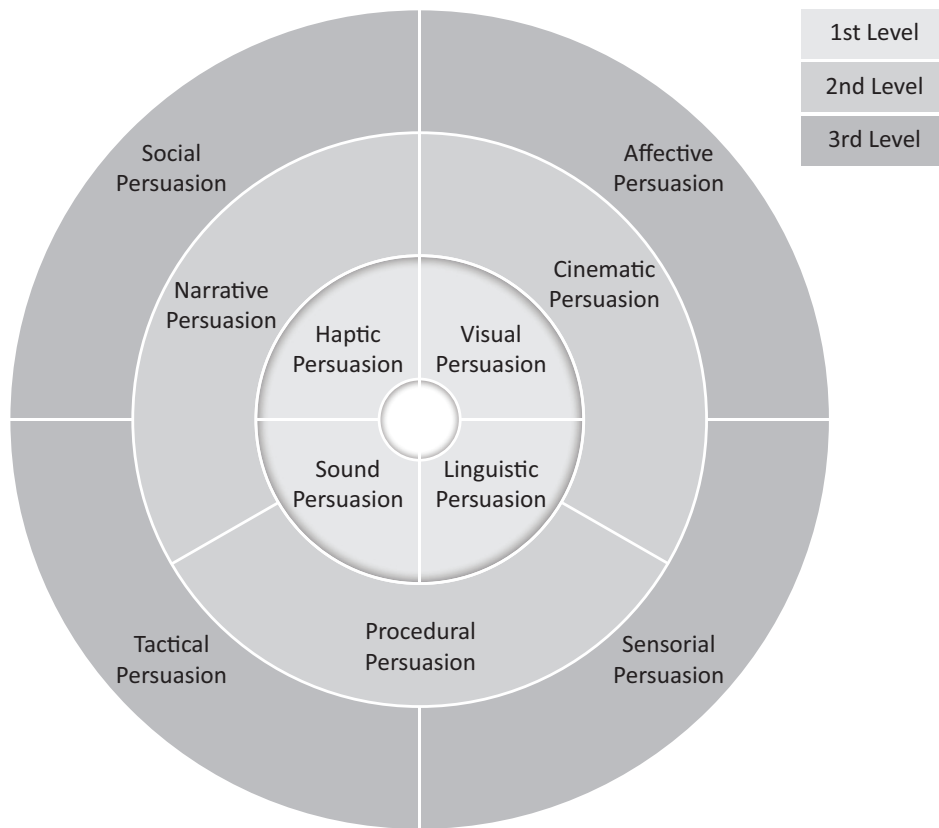 1st Level
2nd Level
3rd Level
Social
Persuasion
Affective
Persuasion
Narrative
Persuasion
Cinematic
Persuasion
Haptic
Persuasion
Visual
Persuasion
Sound
Persuasion
Linguistic
Persuasion
Procedural
Persuasion
Tactical
Persuasion
Sensorial
Persuasion